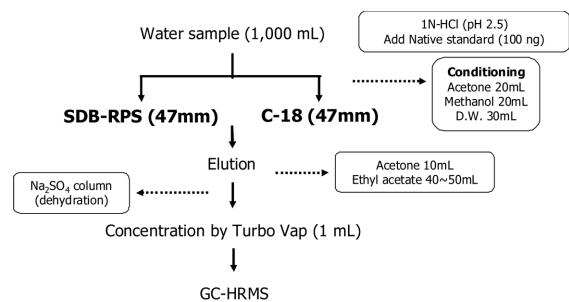 1N-HCl (pH 2.5)
Add Native standard (100 ng)
Water sample (1,000 mL)
Conditioning
Acetone 20mL
Methanol 20mL
D.W. 30mL
SDB-RPS (47mm)
C-18 (47mm)
Elution
Acetone 10mL
Ethyl acetate 40~50mL
Na₂SO₄ column
(dehydration)
Concentration by Turbo Vap (1 mL)
GC-HRMS